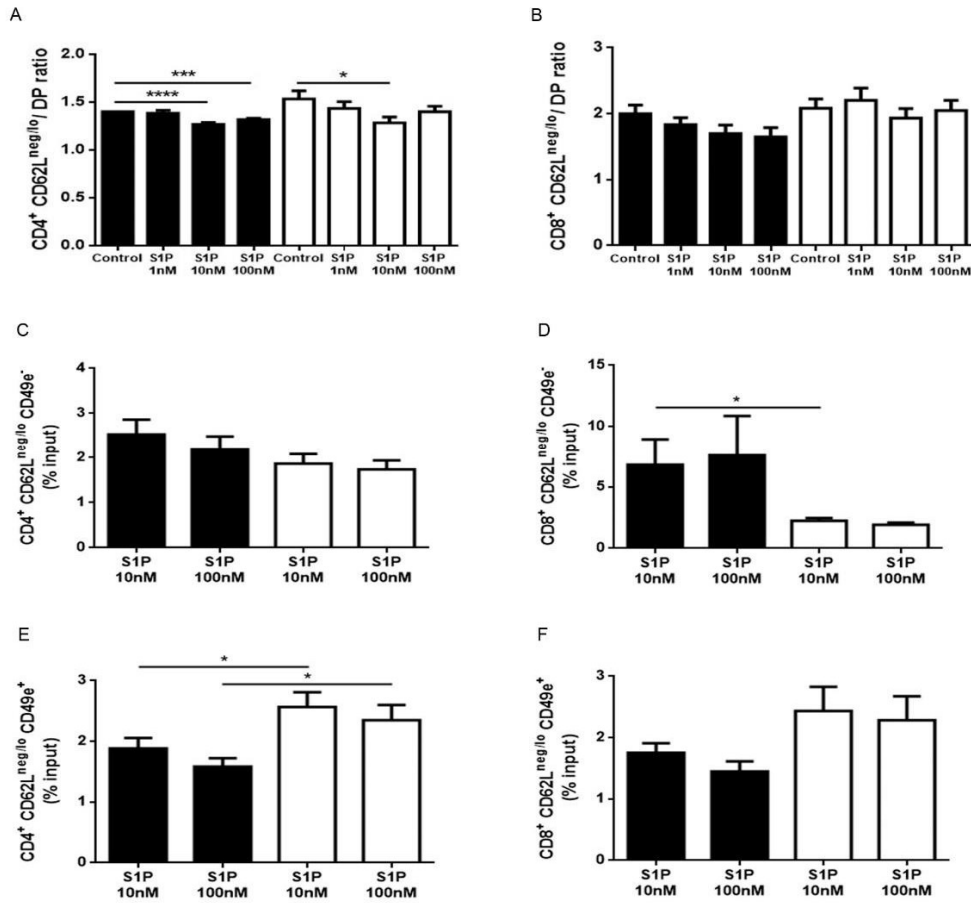 A
CD4⁺ CD62Lⁿᵉᵍ/ˡᵒ/ DP ratio
2.0
1.5
1.0
0.5
0.0
***
****
*
Control S1P S1P S1P Control S1P S1P S1P
1nM 10nM 100nM 1nM 10nM 100nM
B
CD8⁺ CD62Lⁿᵉᵍ/ˡᵒ/ DP ratio
3
2
1
0
Control S1P S1P S1P Control S1P S1P S1P
1nM 10nM 100nM 1nM 10nM 100nM
C
CD4⁺ CD62Lⁿᵉᵍ/ˡᵒ CD49e⁻
(% input)
4
3
2
1
0
S1P S1P S1P S1P
10nM 100nM 10nM 100nM
D
CD8⁺ CD62Lⁿᵉᵍ/ˡᵒ CD49e⁻
(% input)
15
10
5
0
*
S1P S1P S1P S1P
10nM 100nM 10nM 100nM
E
CD4⁺ CD62Lⁿᵉᵍ/ˡᵒ CD49e⁺
(% input)
3
2
1
0
*
*
S1P S1P S1P S1P
10nM 100nM 10nM 100nM
F
CD8⁺ CD62Lⁿᵉᵍ/ˡᵒ CD49e⁺
(% input)
3
2
1
0
S1P S1P S1P S1P
10nM 100nM 10nM 100nM